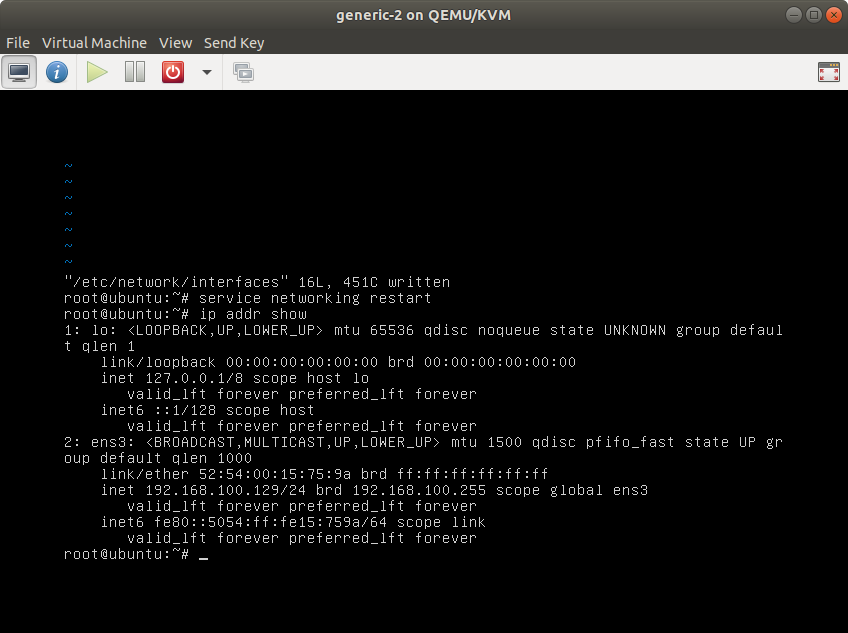 generic-2 on QEMU/KVM
File Virtual Machine View Send Key
~
~
~
~
~
~
~
"/etc/network/interfaces" 16L, 451C written
root@ubuntu:~# service networking restart
root@ubuntu:~# ip addr show
1: lo: <LOOPBACK,UP,LOWER_UP> mtu 65536 qdisc noqueue state UNKNOWN group defaul
t qlen 1
    link/loopback 00:00:00:00:00:00 brd 00:00:00:00:00:00
    inet 127.0.0.1/8 scope host lo
       valid_lft forever preferred_lft forever
    inet6 ::1/128 scope host
       valid_lft forever preferred_lft forever
2: ens3: <BROADCAST,MULTICAST,UP,LOWER_UP> mtu 1500 qdisc pfifo_fast state UP gr
oup default qlen 1000
    link/ether 52:54:00:15:75:9a brd ff:ff:ff:ff:ff:ff
    inet 192.168.100.129/24 brd 192.168.100.255 scope global ens3
       valid_lft forever preferred_lft forever
    inet6 fe80::5054:ff:fe15:759a/64 scope link
       valid_lft forever preferred_lft forever
root@ubuntu:~# _